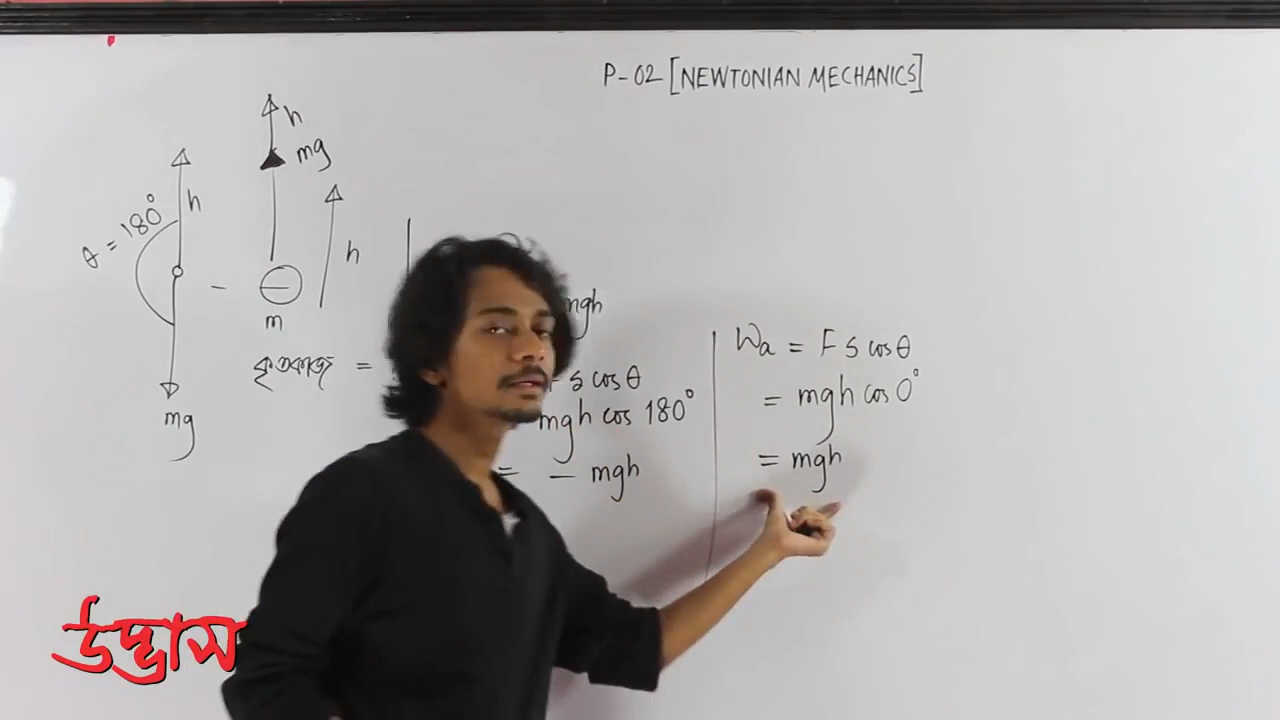 P-02 [NEWTONIAN MECHANICS]
h
mg
h
θ = 180°
h
-
m
mg
mgh
কৃতকাজ =
F s cos θ
mgh cos 180°
= - mgh
Wa = F s cos θ
= mgh cos 0°
= mgh
উদ্ভাস